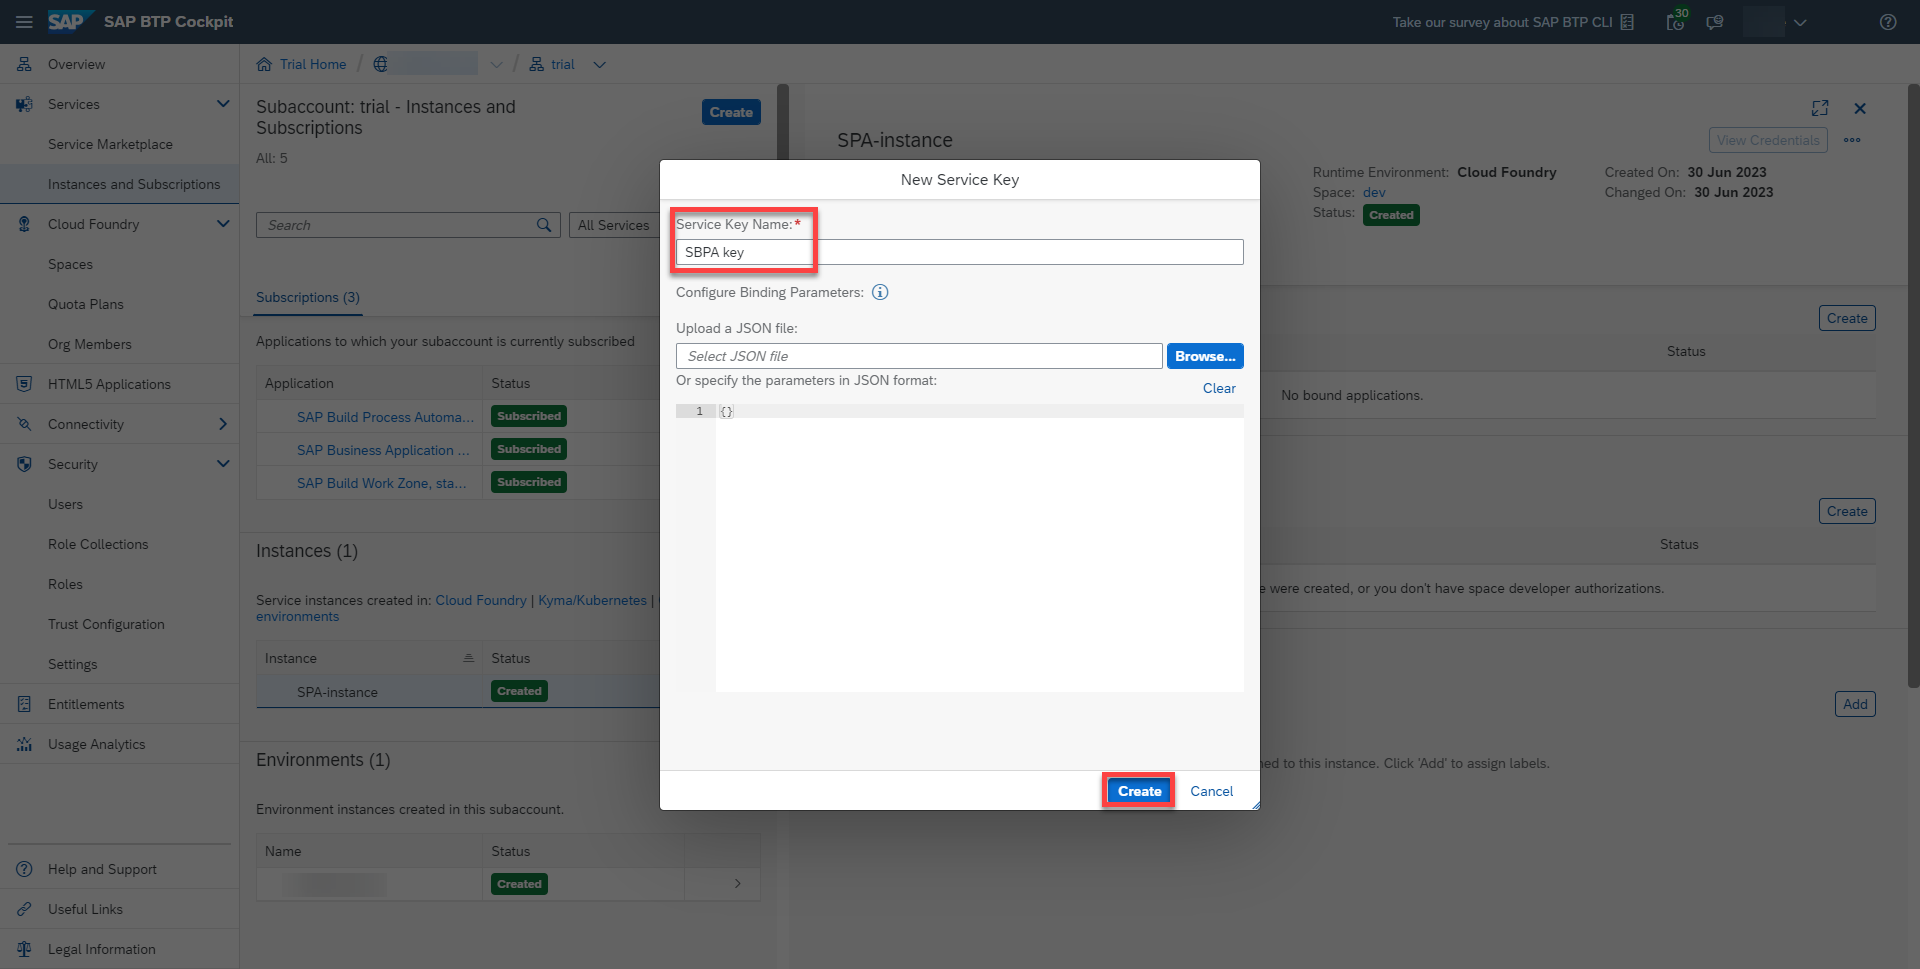 SAP SAP BTP Cockpit
Take our survey about SAP BTP CLI
30
Overview
Services
Service Marketplace
Instances and Subscriptions
Cloud Foundry
Spaces
Quota Plans
Org Members
HTML5 Applications
Connectivity
Security
Users
Role Collections
Roles
Trust Configuration
Settings
Entitlements
Usage Analytics
Help and Support
Useful Links
Legal Information
Trial Home / / trial
Subaccount: trial - Instances and
Subscriptions
Create
All: 5
Search
All Services
Subscriptions (3)
Applications to which your subaccount is currently subscribed
Application Status
SAP Build Process Automa... Subscribed
SAP Business Application ... Subscribed
SAP Build Work Zone, sta... Subscribed
Instances (1)
Service instances created in: Cloud Foundry | Kyma/Kubernetes |
environments
Instance Status
SPA-instance Created
Environments (1)
Environment instances created in this subaccount.
Name Status
Created
New Service Key
Service Key Name:*
SBPA key
Configure Binding Parameters:
Upload a JSON file:
Select JSON file Browse...
Or specify the parameters in JSON format:
Clear
1 {}
Create Cancel
SPA-instance
View Credentials
Runtime Environment: Cloud Foundry
Space: dev
Status: Created
Created On: 30 Jun 2023
Changed On: 30 Jun 2023
Create
Status
No bound applications.
Create
Status
e were created, or you don't have space developer authorizations.
Add
ned to this instance. Click 'Add' to assign labels.